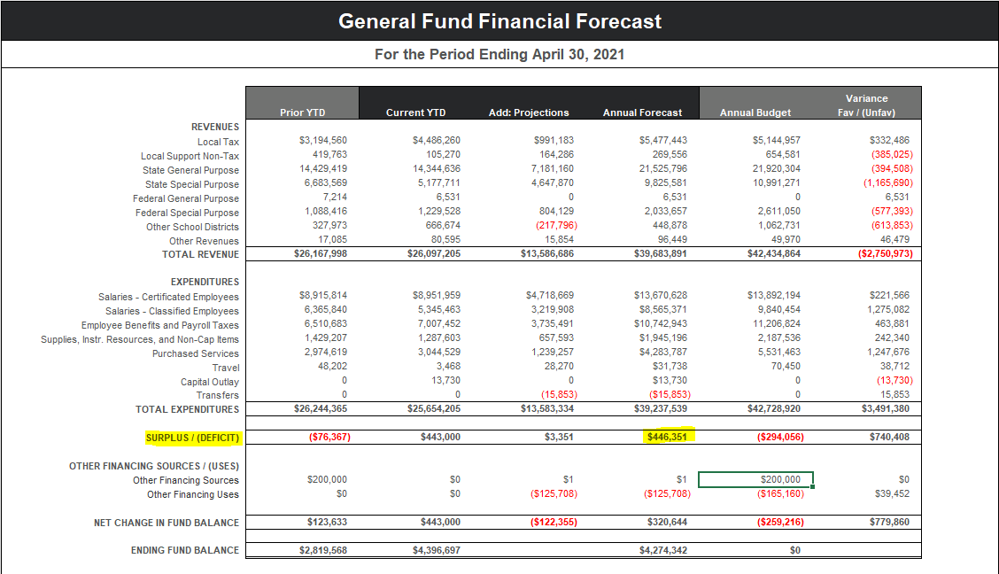 General Fund Financial Forecast
For the Period Ending April 30, 2021
Variance
Prior YTD Current YTD Add: Projections Annual Forecast Annual Budget Fav / (Unfav)
REVENUES
Local Tax $3,194,560 $4,486,260 $991,183 $5,477,443 $5,144,957 $332,486
Local Support Non-Tax 419,763 105,270 164,286 269,556 654,581 (385,025)
State General Purpose 14,429,419 14,344,636 7,181,160 21,525,796 21,920,304 (394,508)
State Special Purpose 6,683,569 5,177,711 4,647,870 9,825,581 10,991,271 (1,165,690)
Federal General Purpose 7,214 6,531 0 6,531 0 6,531
Federal Special Purpose 1,088,416 1,229,528 804,129 2,033,657 2,611,050 (577,393)
Other School Districts 327,973 666,674 (217,796) 448,878 1,062,731 (613,853)
Other Revenues 17,085 80,595 15,854 96,449 49,970 46,479
TOTAL REVENUE $26,167,998 $26,097,205 $13,586,686 $39,683,891 $42,434,864 ($2,750,973)
EXPENDITURES
Salaries - Certificated Employees $8,915,814 $8,951,959 $4,718,669 $13,670,628 $13,892,194 $221,566
Salaries - Classified Employees 6,365,840 5,345,463 3,219,908 $8,565,371 9,840,454 1,275,082
Employee Benefits and Payroll Taxes 6,510,683 7,007,452 3,735,491 $10,742,943 11,206,824 463,881
Supplies, Instr. Resources, and Non-Cap Items 1,429,207 1,287,603 657,593 $1,945,196 2,187,536 242,340
Purchased Services 2,974,619 3,044,529 1,239,257 $4,283,787 5,531,463 1,247,676
Travel 48,202 3,468 28,270 $31,738 70,450 38,712
Capital Outlay 0 13,730 0 $13,730 0 (13,730)
Transfers 0 0 (15,853) ($15,853) 0 15,853
TOTAL EXPENDITURES $26,244,365 $25,654,205 $13,583,334 $39,237,539 $42,728,920 $3,491,380
SURPLUS / (DEFICIT) ($76,367) $443,000 $3,351 $446,351 ($294,056) $740,408
OTHER FINANCING SOURCES / (USES)
Other Financing Sources $200,000 $0 $1 $1 $200,000 $0
Other Financing Uses $0 $0 ($125,708) ($125,708) ($165,160) $39,452
NET CHANGE IN FUND BALANCE $123,633 $443,000 ($122,355) $320,644 ($259,216) $779,860
ENDING FUND BALANCE $2,819,568 $4,396,697 $4,274,342 $0